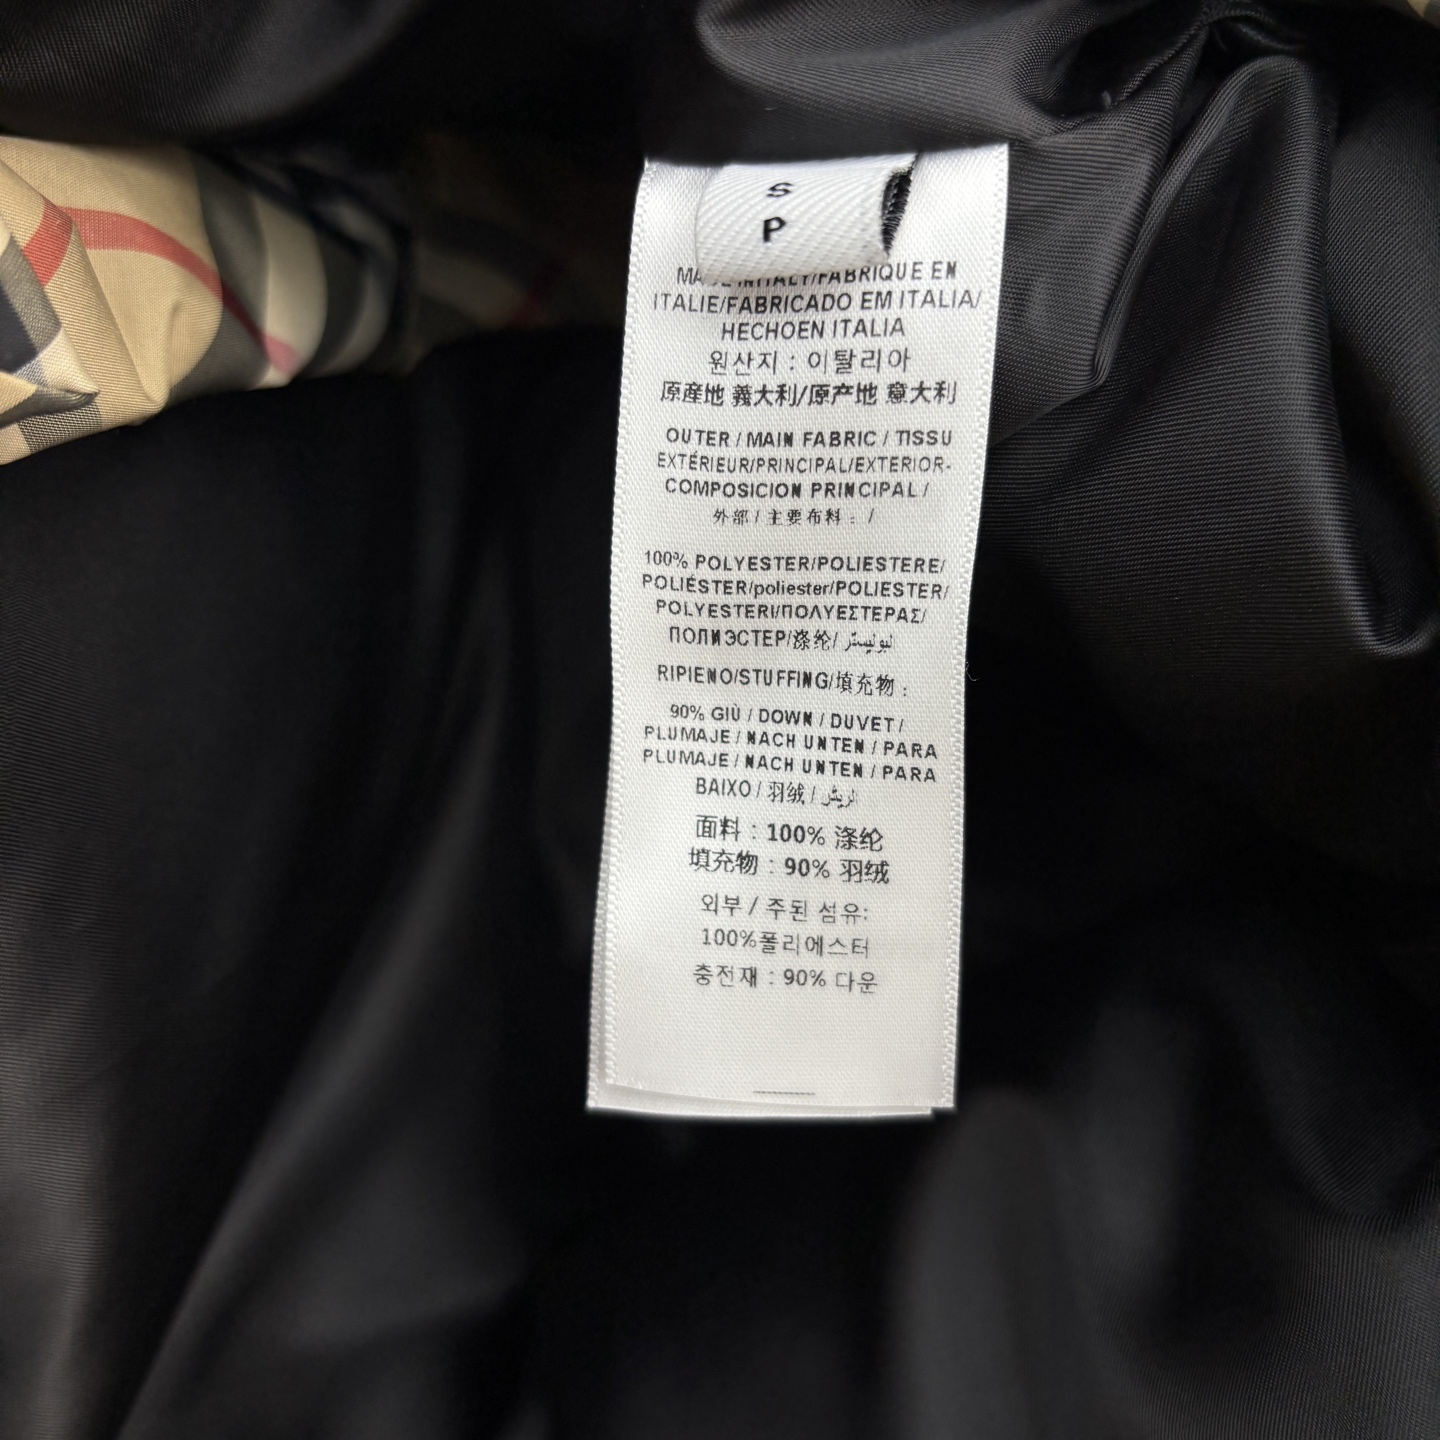 S
P
MADE IN ITALY/FABRIQUE EN
ITALIE/FABRICADO EM ITALIA/
HECHOEN ITALIA
원산지 : 이탈리아
原産地 義大利/原产地 意大利
OUTER / MAIN FABRIC / TISSU
EXTÉRIEUR/PRINCIPAL/EXTERIOR-
COMPOSICION PRINCIPAL /
外部 / 主要布料 : /
100% POLYESTER/POLIESTERE/
POLIÉSTER/poliester/POLIESTER/
POLYESTERI/ΠΟΛΥΕΣΤΕΡΑΣ/
ПОЛИЭСТЕР/涤纶/
RIPIENO/STUFFING/填充物 :
90% GIÙ / DOWN / DUVET /
PLUMAJE / NACH UNTEN / PARA
PLUMAJE / NACH UNTEN / PARA
BAIXO / 羽绒 / الريش
面料 : 100% 涤纶
填充物 : 90% 羽绒
외부 / 주된 섬유:
100%폴리에스터
충전재 : 90% 다운